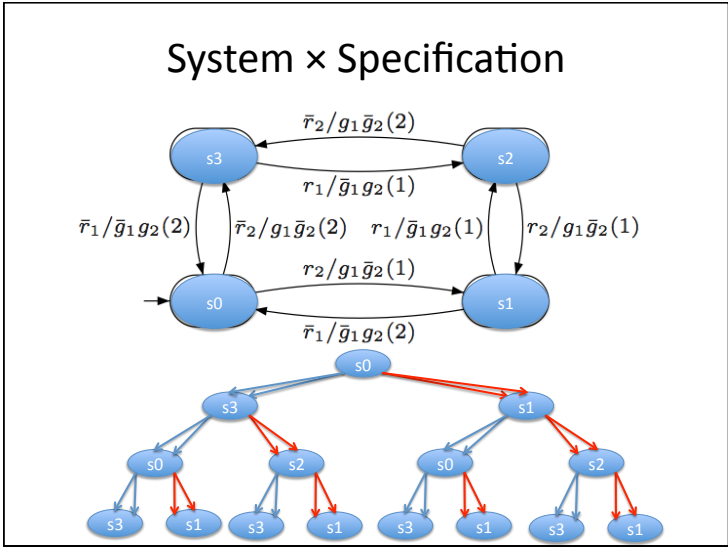 System × Specification
r̄₂/g₁ḡ₂(2)
s3
s2
r₁/ḡ₁g₂(1)
r̄₁/ḡ₁g₂(2)
r̄₂/g₁ḡ₂(2)
r₁/ḡ₁g₂(1)
r₂/g₁ḡ₂(1)
r₂/g₁ḡ₂(1)
s0
s1
r̄₁/ḡ₁g₂(2)
s0
s3
s1
s0
s2
s0
s2
s3
s1
s3
s1
s3
s1
s3
s1